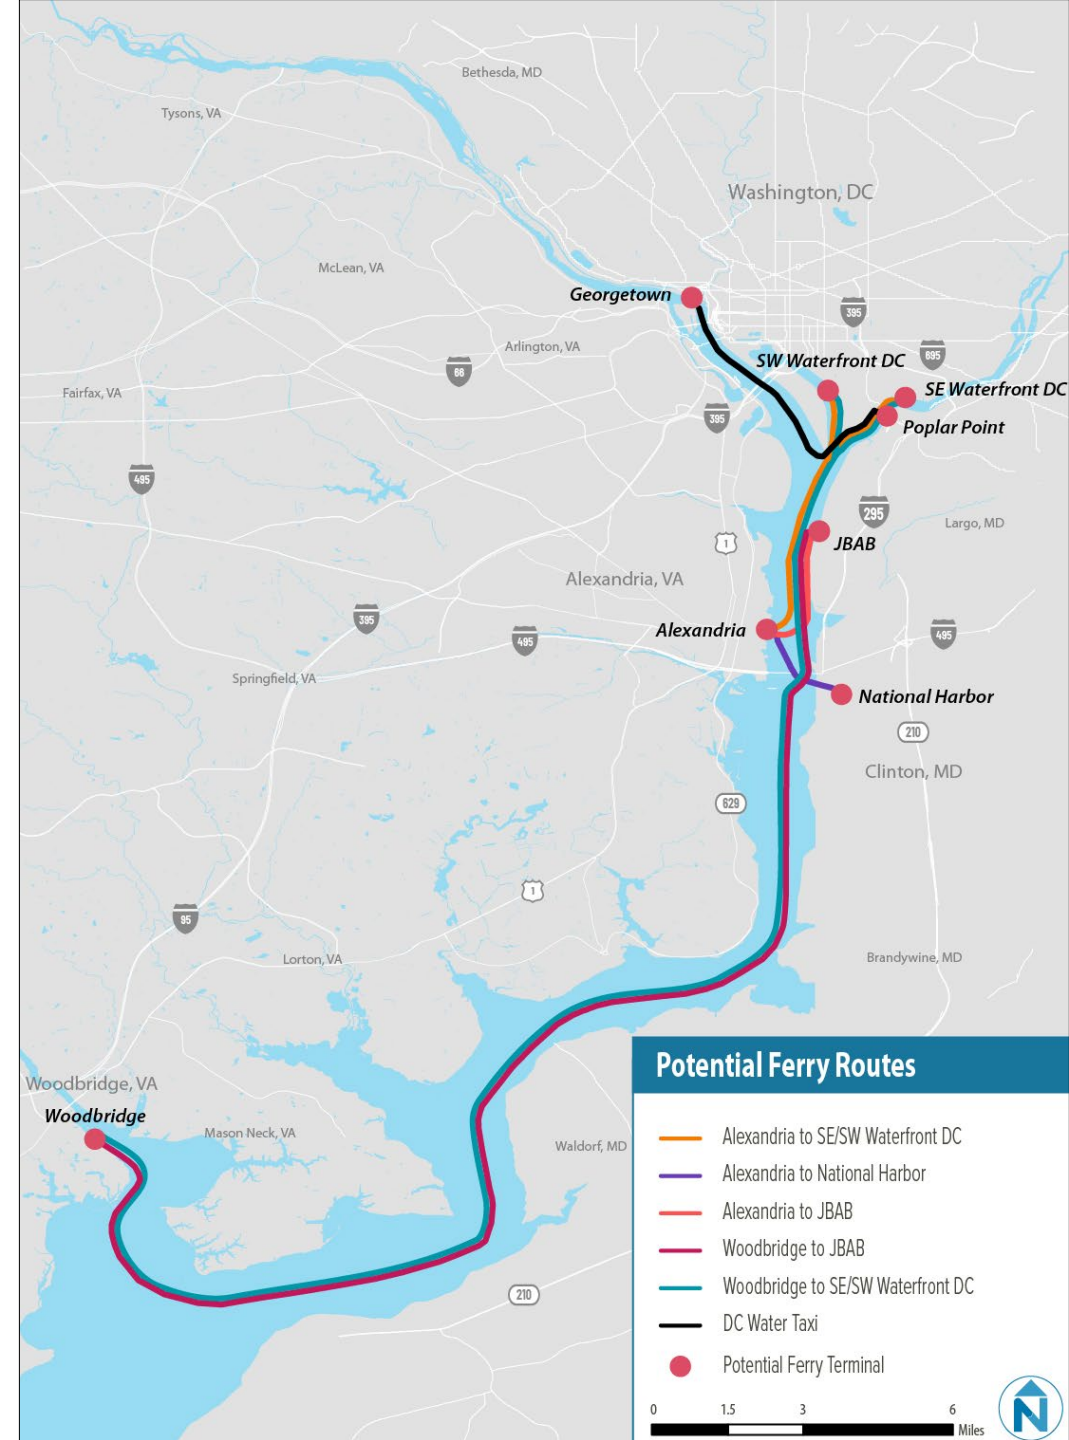 Bethesda, MD
Tysons, VA
Washington, DC
McLean, VA
Georgetown
395
Arlington, VA
SW Waterfront DC
695
66
Fairfax, VA
SE Waterfront DC
395
Poplar Point
495
295
Largo, MD
1
JBAB
Alexandria, VA
395
Alexandria
495
495
Springfield, VA
National Harbor
210
Clinton, MD
629
1
95
Lorton, VA
Brandywine, MD
Woodbridge, VA
Woodbridge
Mason Neck, VA
Waldorf, MD
210
Potential Ferry Routes
Alexandria to SE/SW Waterfront DC
Alexandria to National Harbor
Alexandria to JBAB
Woodbridge to JBAB
Woodbridge to SE/SW Waterfront DC
DC Water Taxi
Potential Ferry Terminal
0 1.5 3 6
Miles
N